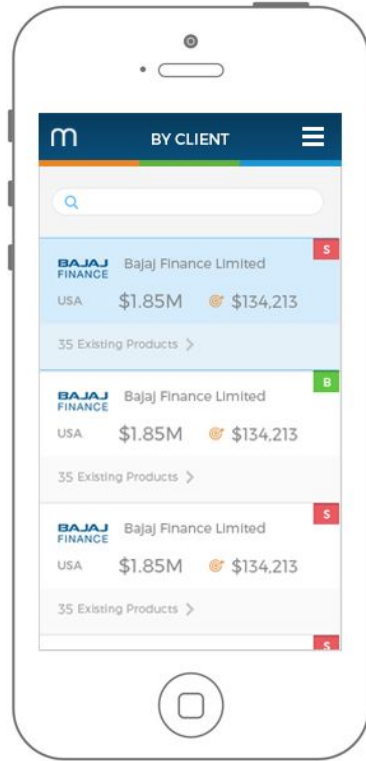 m BY CLIENT
S
BAJAJ Bajaj Finance Limited
FINANCE
USA $1.85M $134,213
35 Existing Products >
B
BAJAJ Bajaj Finance Limited
FINANCE
USA $1.85M $134,213
35 Existing Products >
S
BAJAJ Bajaj Finance Limited
FINANCE
USA $1.85M $134,213
35 Existing Products >
S